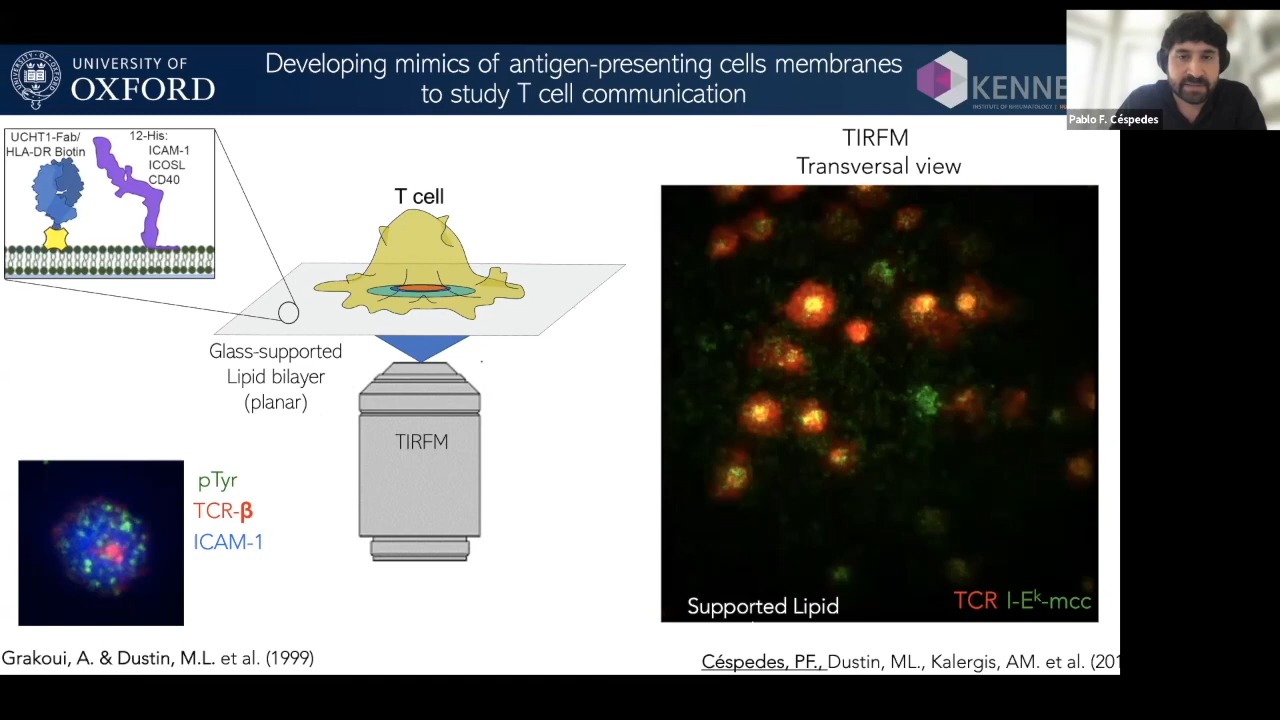 UNIVERSITY OF
OXFORD
Developing mimics of antigen-presenting cells membranes
to study T cell communication
KENNE
INSTITUTE OF RHEUMATOLOGY
Pablo F. Céspedes
UCHT1-Fab/
HLA-DR Biotin
12-His:
ICAM-1
ICOSL
CD40
T cell
TIRFM
Transversal view
Glass-supported
Lipid bilayer
(planar)
TIRFM
pTyr
TCR-β
ICAM-1
Supported Lipid
TCR I-Eᵏ-mcc
Grakoui, A. & Dustin, M.L. et al. (1999)
Céspedes, PF., Dustin, ML., Kalergis, AM. et al. (201